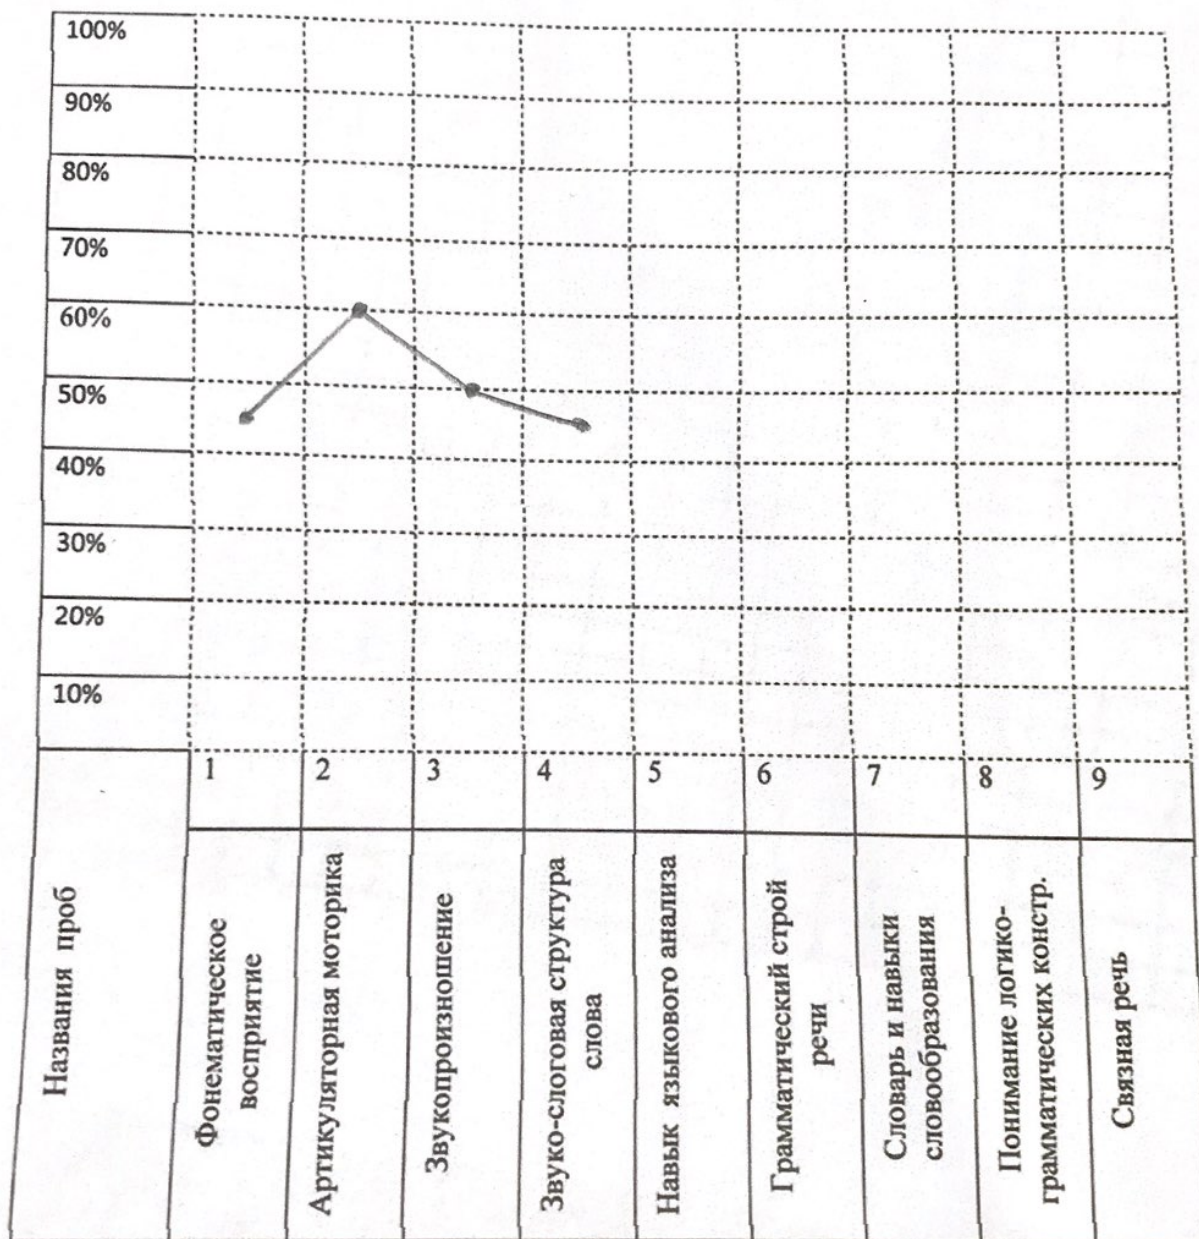 100%
90%
80%
70%
60%
50%
40%
30%
20%
10%
1 2 3 4 5 6 7 8 9
Названия проб
Фонематическое
восприятие
Артикуляторная моторика
Звукопроизношение
Звуко-слоговая структура
слова
Навык языкового анализа
Грамматический строй
речи
Словарь и навыки
словообразования
Понимание логико-
грамматических констр.
Связная речь